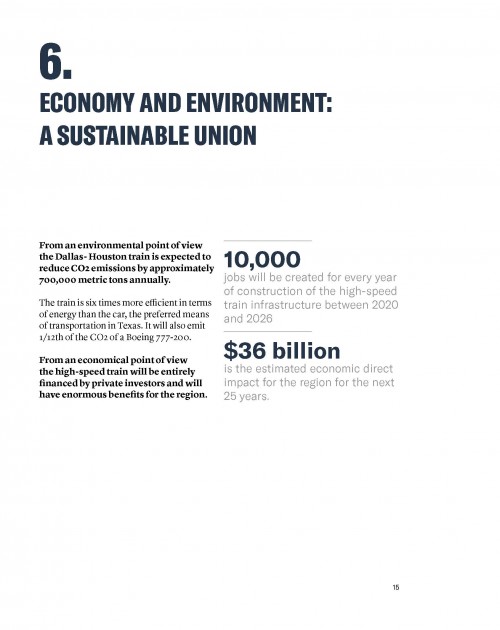 6.
ECONOMY AND ENVIRONMENT:
A SUSTAINABLE UNION
From an environmental point of view
the Dallas- Houston train is expected to
reduce CO2 emissions by approximately
700,000 metric tons annually.
The train is six times more efficient in terms
of energy than the car, the preferred means
of transportation in Texas. It will also emit
1/12th of the CO2 of a Boeing 777-200.
From an economical point of view
the high-speed train will be entirely
financed by private investors and will
have enormous benefits for the region.
10,000
jobs will be created for every year
of construction of the high-speed
train infrastructure between 2020
and 2026
$36 billion
is the estimated economic direct
impact for the region for the next
25 years.
15